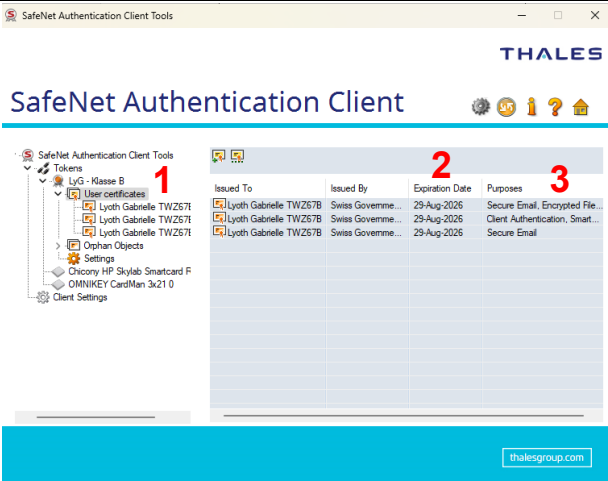 SafeNet Authentication Client Tools
THALES
SafeNet Authentication Client
SafeNet Authentication Client Tools
Tokens
LyG - Klasse B
1
User certificates
Lyoth Gabrielle TWZ67B
Lyoth Gabrielle TWZ67B
Lyoth Gabrielle TWZ67B
Orphan Objects
Settings
Chicony HP Skylab Smartcard R
OMNIKEY CardMan 3x21 0
Client Settings
2
3
Issued To Issued By Expiration Date Purposes
Lyoth Gabrielle TWZ67B Swiss Governme... 29-Aug-2026 Secure Email, Encrypted File...
Lyoth Gabrielle TWZ67B Swiss Governme... 29-Aug-2026 Client Authentication, Smart...
Lyoth Gabrielle TWZ67B Swiss Governme... 29-Aug-2026 Secure Email
thalesgroup.com